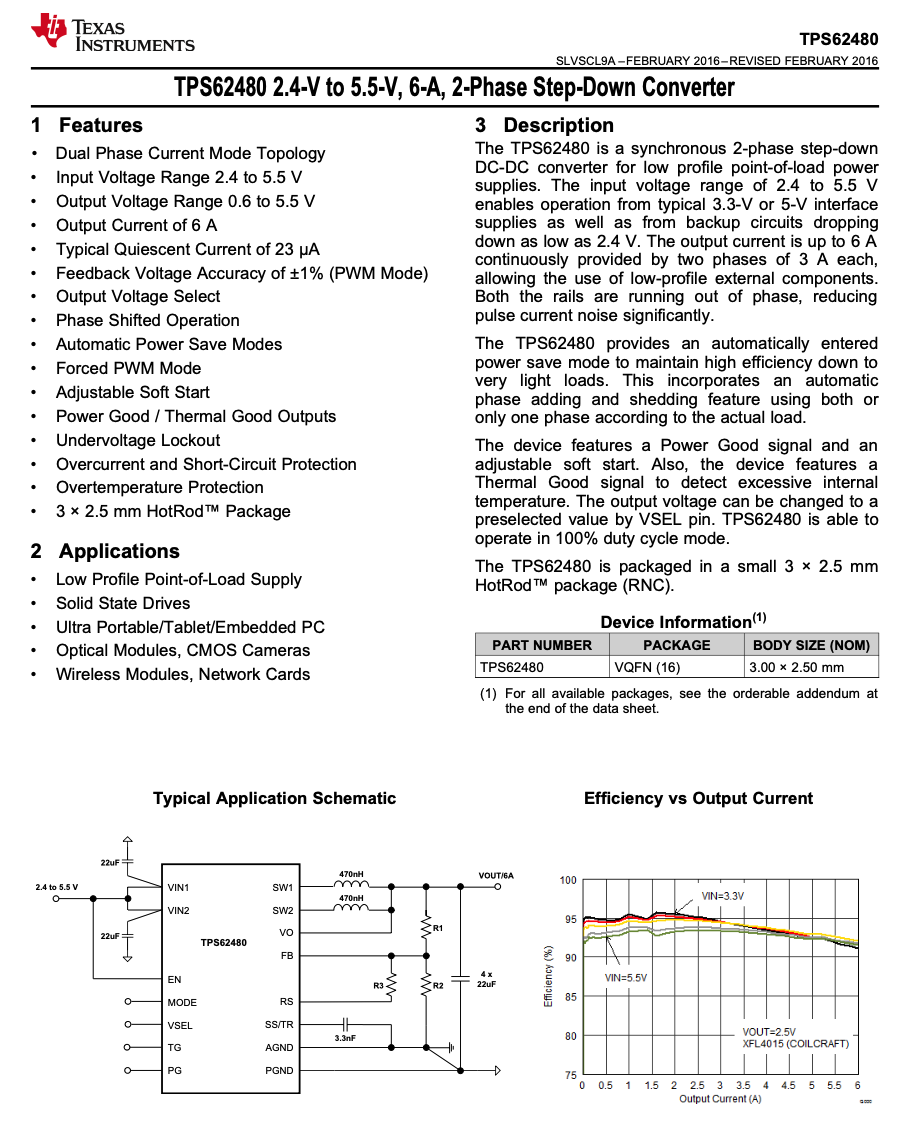 TEXAS
INSTRUMENTS
TPS62480
SLVSCL9A –FEBRUARY 2016–REVISED FEBRUARY 2016
TPS62480 2.4-V to 5.5-V, 6-A, 2-Phase Step-Down Converter
1 Features
• Dual Phase Current Mode Topology
• Input Voltage Range 2.4 to 5.5 V
• Output Voltage Range 0.6 to 5.5 V
• Output Current of 6 A
• Typical Quiescent Current of 23 µA
• Feedback Voltage Accuracy of ±1% (PWM Mode)
• Output Voltage Select
• Phase Shifted Operation
• Automatic Power Save Modes
• Forced PWM Mode
• Adjustable Soft Start
• Power Good / Thermal Good Outputs
• Undervoltage Lockout
• Overcurrent and Short-Circuit Protection
• Overtemperature Protection
• 3 × 2.5 mm HotRod™ Package
2 Applications
• Low Profile Point-of-Load Supply
• Solid State Drives
• Ultra Portable/Tablet/Embedded PC
• Optical Modules, CMOS Cameras
• Wireless Modules, Network Cards
3 Description
The TPS62480 is a synchronous 2-phase step-down
DC-DC converter for low profile point-of-load power
supplies. The input voltage range of 2.4 to 5.5 V
enables operation from typical 3.3-V or 5-V interface
supplies as well as from backup circuits dropping
down as low as 2.4 V. The output current is up to 6 A
continuously provided by two phases of 3 A each,
allowing the use of low-profile external components.
Both the rails are running out of phase, reducing
pulse current noise significantly.
The TPS62480 provides an automatically entered
power save mode to maintain high efficiency down to
very light loads. This incorporates an automatic
phase adding and shedding feature using both or
only one phase according to the actual load.
The device features a Power Good signal and an
adjustable soft start. Also, the device features a
Thermal Good signal to detect excessive internal
temperature. The output voltage can be changed to a
preselected value by VSEL pin. TPS62480 is able to
operate in 100% duty cycle mode.
The TPS62480 is packaged in a small 3 × 2.5 mm
HotRod™ package (RNC).
Device Information(1)
PART NUMBER PACKAGE BODY SIZE (NOM)
TPS62480 VQFN (16) 3.00 × 2.50 mm
(1) For all available packages, see the orderable addendum at
the end of the data sheet.
Typical Application Schematic
22uF
2.4 to 5.5 V
22uF
VIN1
VIN2
EN
MODE
VSEL
TG
PG
TPS62480
SW1
SW2
VO
FB
RS
SS/TR
AGND
PGND
470nH
470nH
VOUT/6A
R1
R3
R2
4 x
22uF
3.3nF
Efficiency vs Output Current
100
95
90
85
80
75
Efficiency (%)
VIN=3.3V
VIN=5.5V
VOUT=2.5V
XFL4015 (COILCRAFT)
0 0.5 1 1.5 2 2.5 3 3.5 4 4.5 5 5.5 6
Output Current (A)